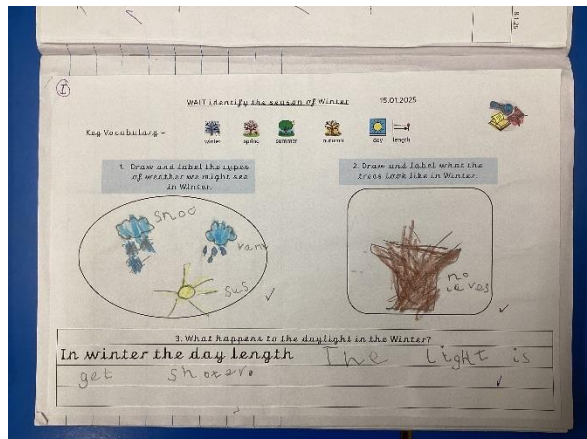 I
WAIT identify the season of Winter 15.01.2025
Key Vocabulary - winter spring summer autumn day length
1. Draw and label the types of weather we might see in Winter.
2. Draw and label what the trees look like in Winter.
snoo
rane
sus
no
leves
3. What happens to the daylight in the Winter?
In winter the day length The light is
get shorter.